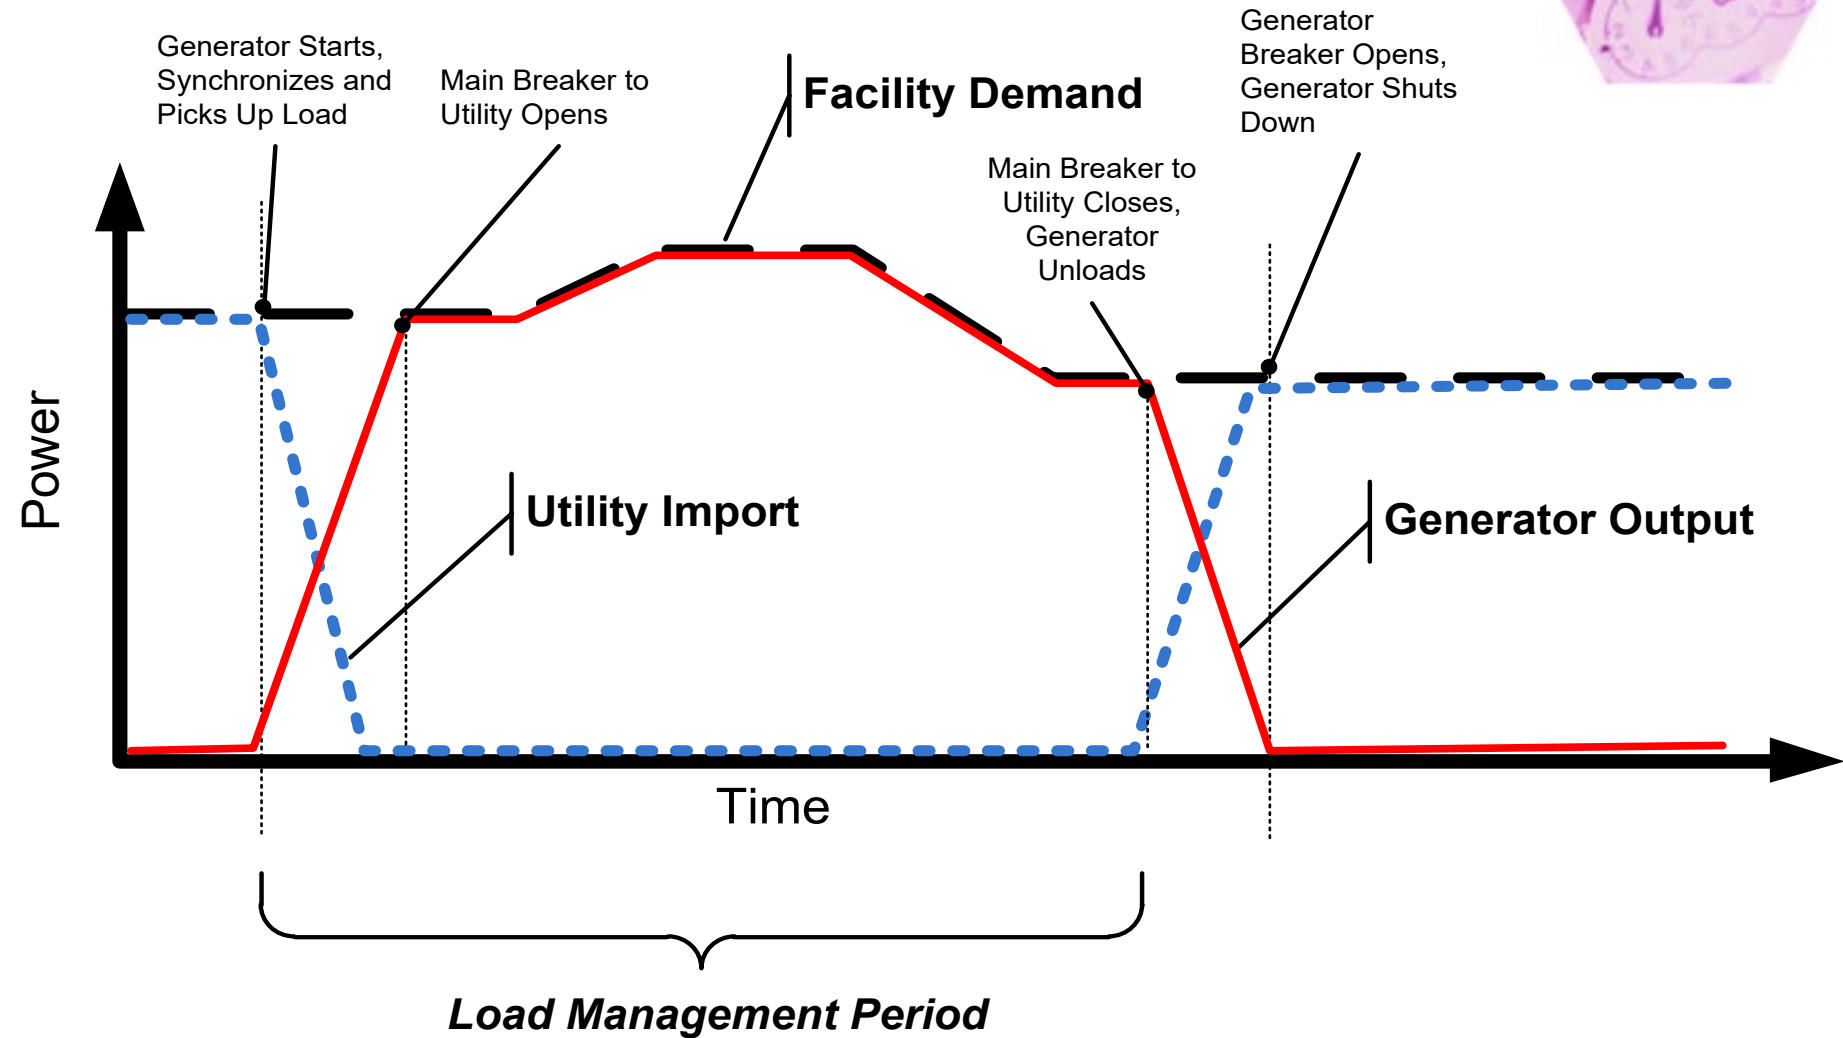 Generator Starts,
Synchronizes and
Picks Up Load
Main Breaker to
Utility Opens
Facility Demand
Generator
Breaker Opens,
Generator Shuts
Down
Main Breaker to
Utility Closes,
Generator
Unloads
Power
Utility Import
Generator Output
Time
Load Management Period